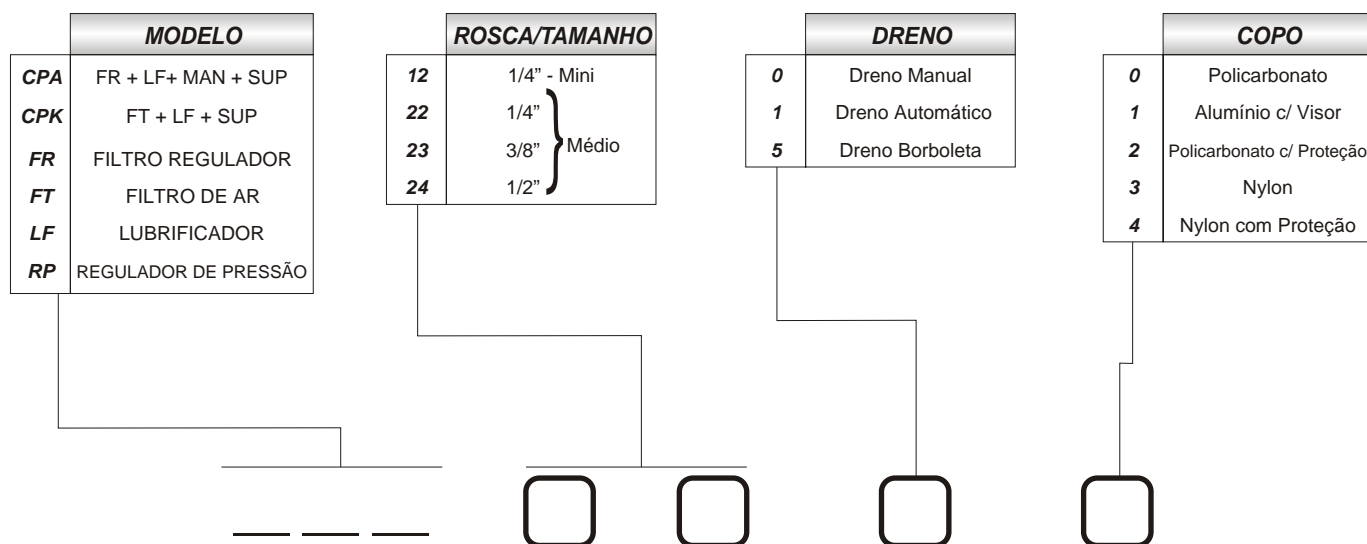 MODELO
CPA FR + LF+ MAN + SUP
CPK FT + LF + SUP
FR FILTRO REGULADOR
FT FILTRO DE AR
LF LUBRIFICADOR
RP REGULADOR DE PRESSÃO
ROSCA/TAMANHO
12 1/4” - Mini
22 1/4”
23 3/8”
24 1/2”
Médio
DRENO
0 Dreno Manual
1 Dreno Automático
5 Dreno Borboleta
COPO
0 Policarbonato
1 Alumínio c/ Visor
2 Policarbonato c/ Proteção
3 Nylon
4 Nylon com Proteção